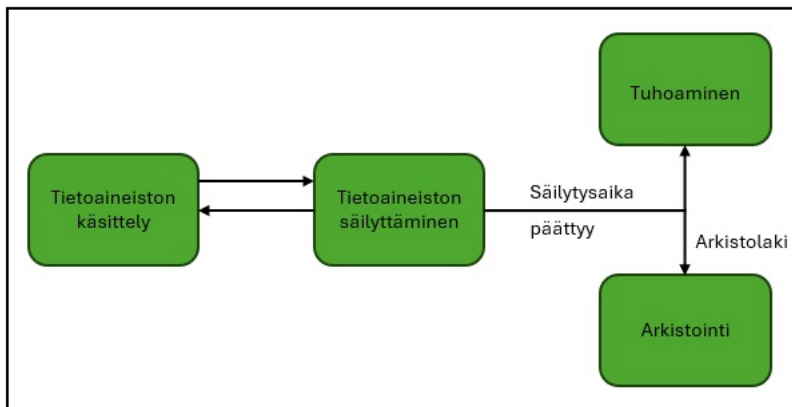 Tietoaineiston
käsittely
Tietoaineiston
säilyttäminen
Säilytysaika
päättyy
Tuhoaminen
Arkistolaki
Arkistointi